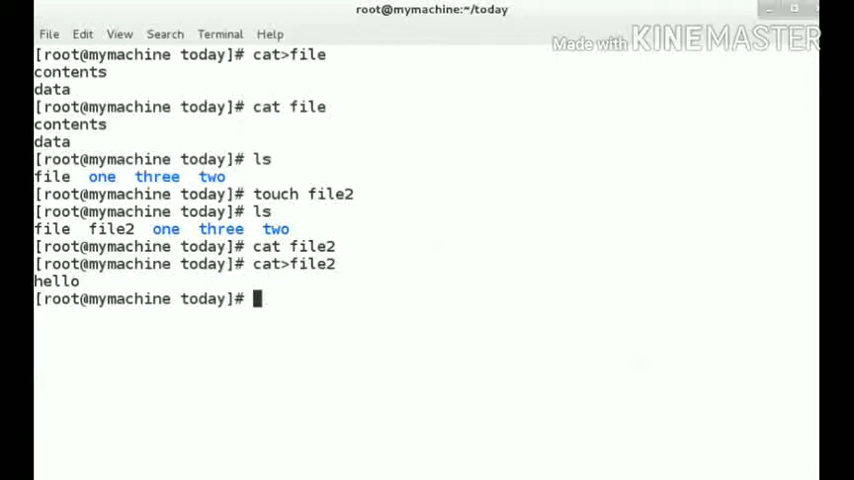 root@mymachine:~/today
File Edit View Search Terminal Help
Made with KINEMASTER
[root@mymachine today]# cat>file
contents
data
[root@mymachine today]# cat file
contents
data
[root@mymachine today]# ls
file one three two
[root@mymachine today]# touch file2
[root@mymachine today]# ls
file file2 one three two
[root@mymachine today]# cat file2
[root@mymachine today]# cat>file2
hello
[root@mymachine today]#